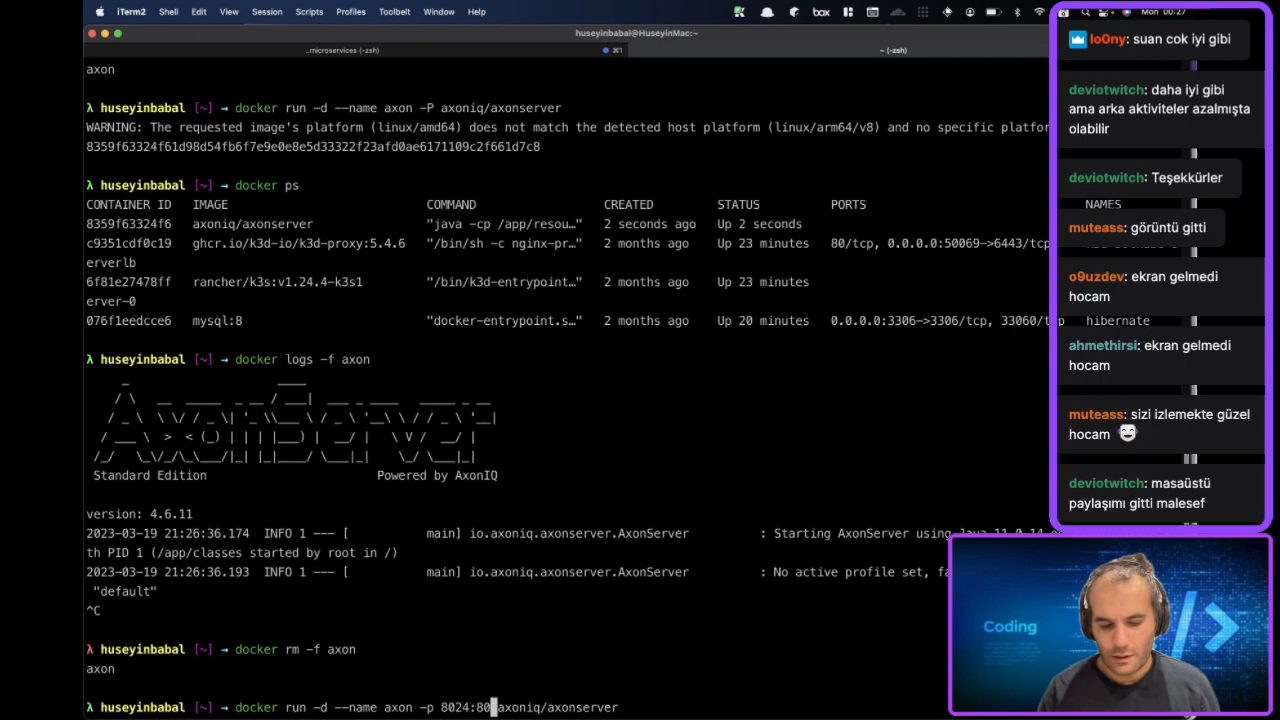 iTerm2 Shell Edit View Session Scripts Profiles Toolbelt Window Help
box
Mon 00:27
huseyinbabal@HuseyinMac:~
..microservices (-zsh)
⌘1
~ (-zsh)
axon
λ huseyinbabal [~] → docker run -d --name axon -P axoniq/axonserver
WARNING: The requested image's platform (linux/amd64) does not match the detected host platform (linux/arm64/v8) and no specific platfor
8359f63324f61d98d54fb6f7e9e0e8e5d33322f23afd0ae6171109c2f661d7c8
λ huseyinbabal [~] → docker ps
CONTAINER ID IMAGE COMMAND CREATED STATUS PORTS NAMES
8359f63324f6 axoniq/axonserver "java -cp /app/resou…" 2 seconds ago Up 2 seconds
c9351cdf0c19 ghcr.io/k3d-io/k3d-proxy:5.4.6 "/bin/sh -c nginx-pr…" 2 months ago Up 23 minutes 80/tcp, 0.0.0.0:50069->6443/tcp
erverlb
6f81e27478ff rancher/k3s:v1.24.4-k3s1 "/bin/k3d-entrypoint…" 2 months ago Up 23 minutes
erver-0
076f1eedcce6 mysql:8 "docker-entrypoint.s…" 2 months ago Up 20 minutes 0.0.0.0:3306->3306/tcp, 33060/tcp hibernate
λ huseyinbabal [~] → docker logs -f axon
AxonServer
Standard Edition Powered by AxonIQ
version: 4.6.11
2023-03-19 21:26:36.174 INFO 1 --- [ main] io.axoniq.axonserver.AxonServer : Starting AxonServer using Java 11.0.14
th PID 1 (/app/classes started by root in /)
2023-03-19 21:26:36.193 INFO 1 --- [ main] io.axoniq.axonserver.AxonServer : No active profile set, fa
"default"
^C
λ huseyinbabal [~] → docker rm -f axon
axon
λ huseyinbabal [~] → docker run -d --name axon -p 8024:80 axoniq/axonserver
lo0ny: suan cok iyi gibi
deviotwitch: daha iyi gibi
ama arka aktiviteler azalmışta
olabilir
deviotwitch: Teşekkürler
muteass: görüntü gitti
o9uzdev: ekran gelmedi
hocam
ahmethirsi: ekran gelmedi
hocam
muteass: sizi izlemekte güzel
hocam
deviotwitch: masaüstü
paylaşımı gitti malesef
Coding